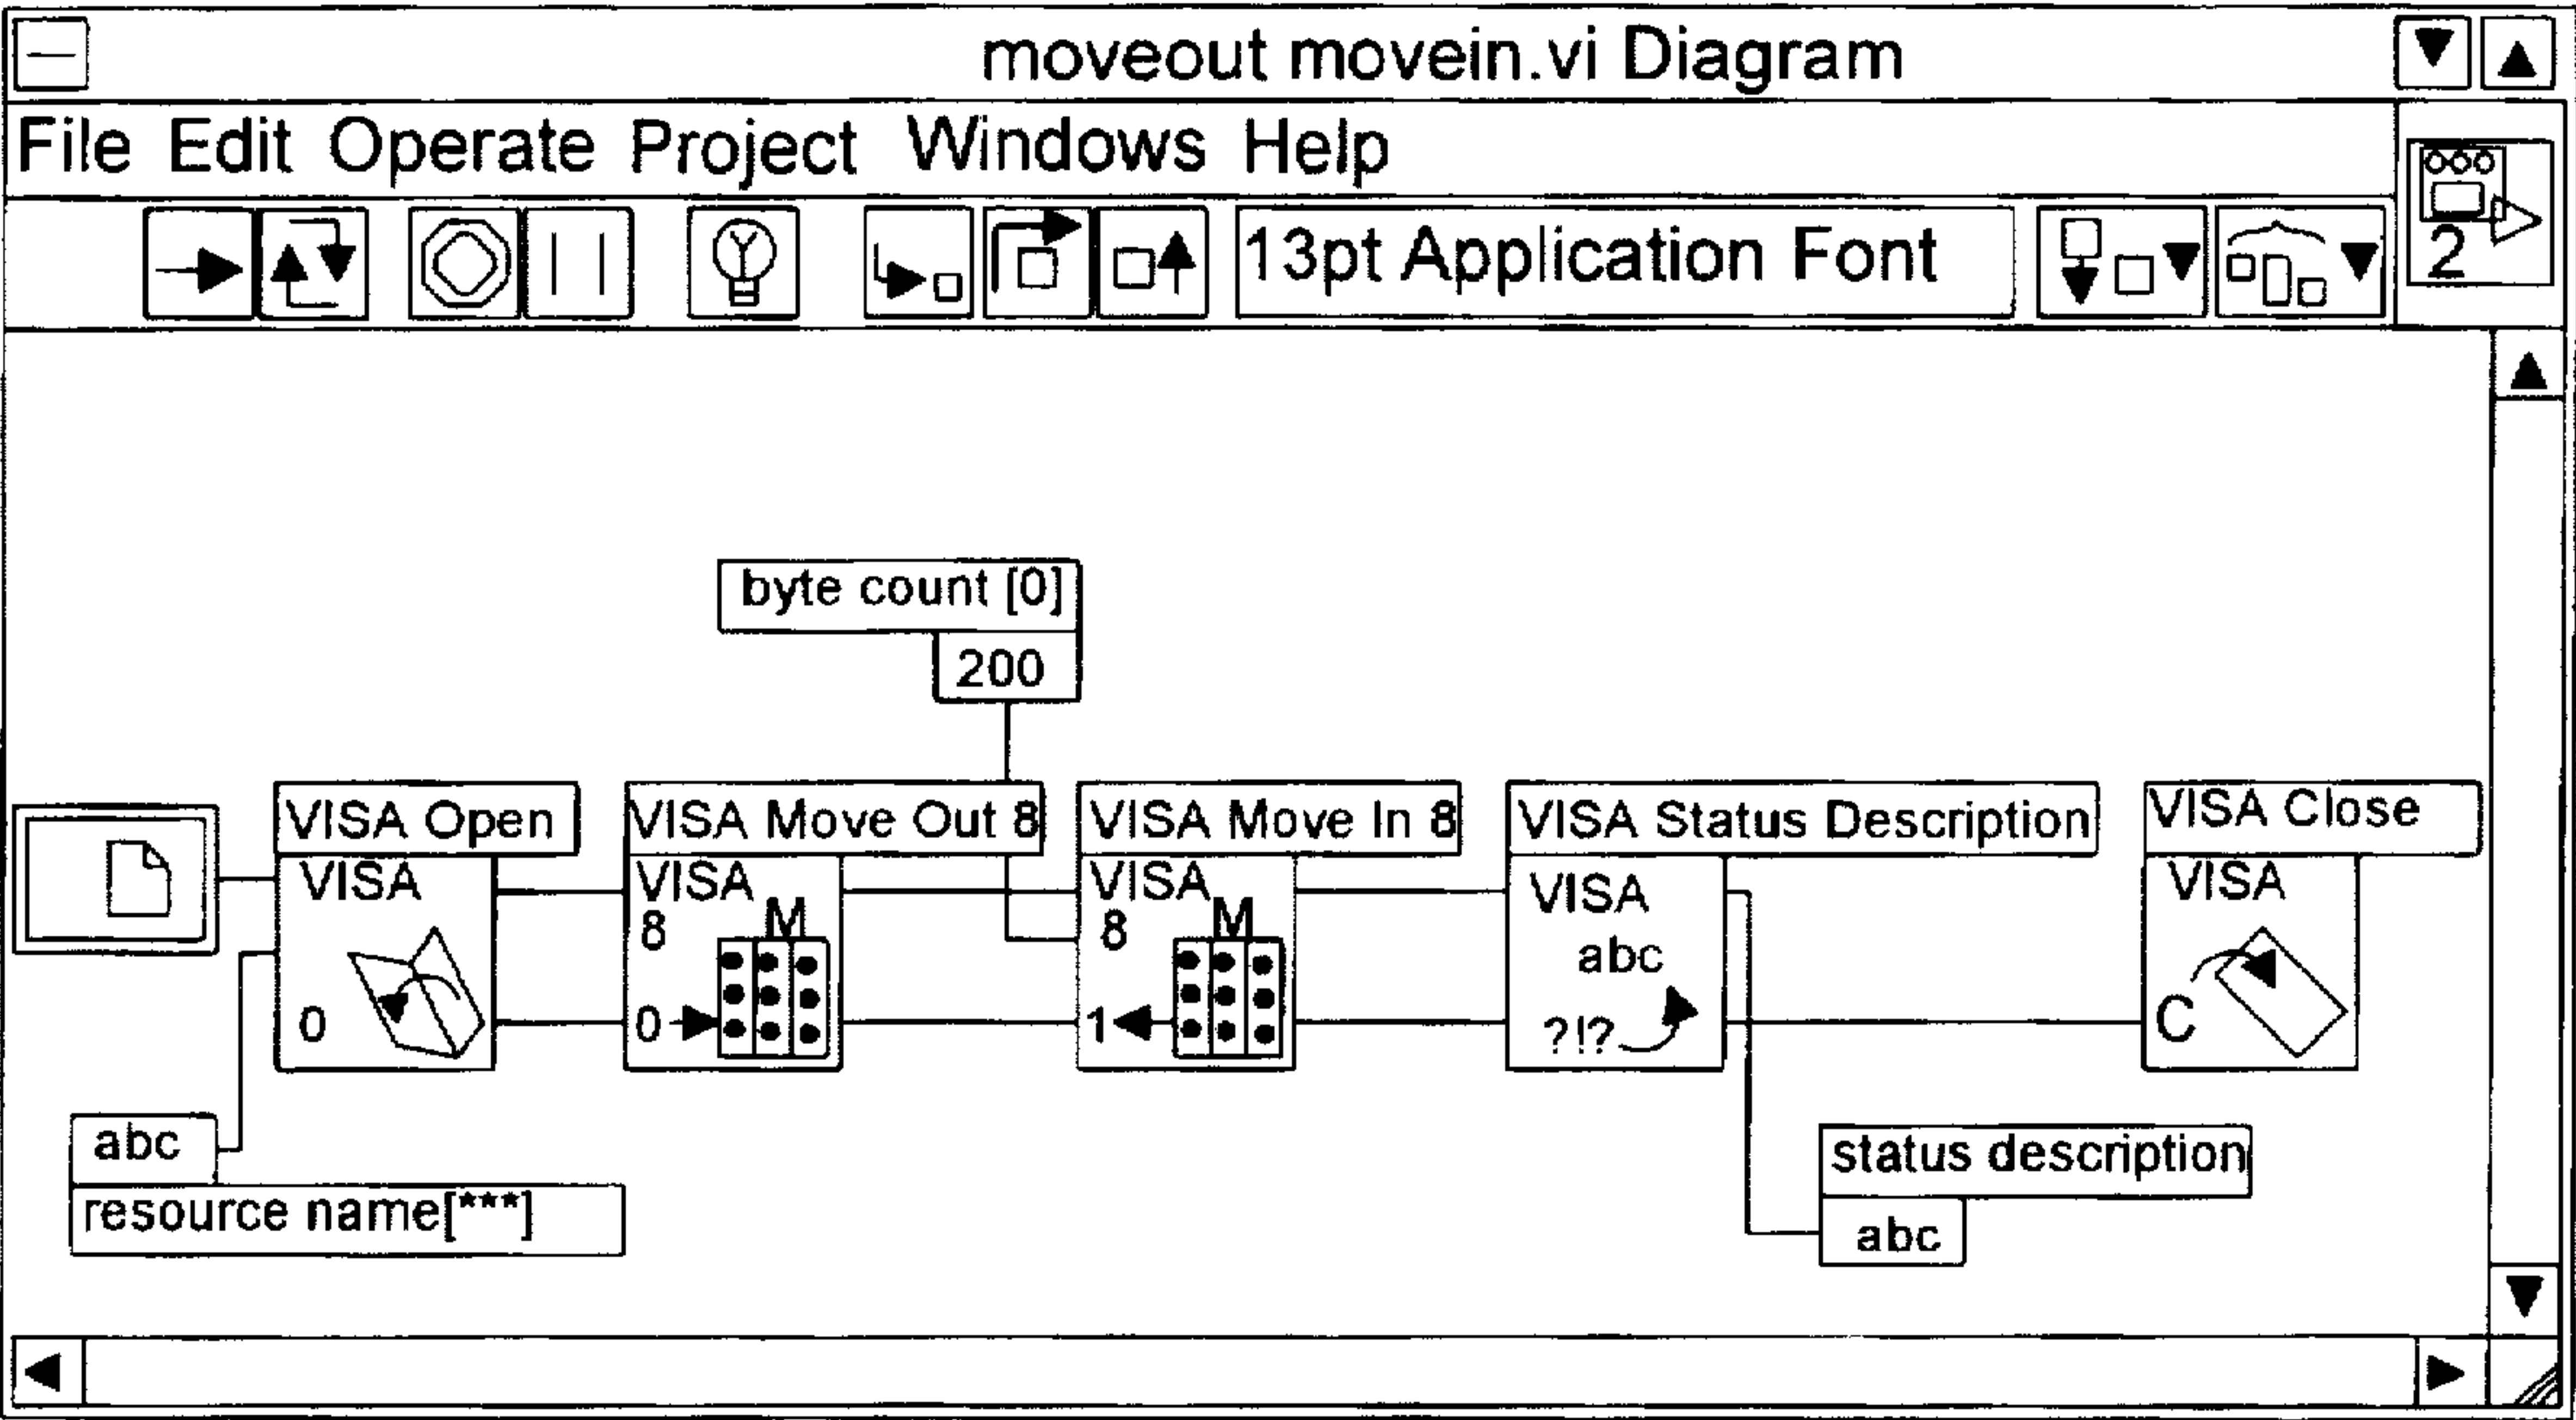 moveout movein.vi Diagram
File Edit Operate Project Windows Help
13pt Application Font
2
byte count [0]
200
VISA Open
VISA Move Out 8
VISA Move In 8
VISA Status Description
VISA Close
VISA
0
VISA
8
M
0
VISA
8
M
1
VISA
abc
?!?
VISA
C
abc
resource name[***]
status description
abc